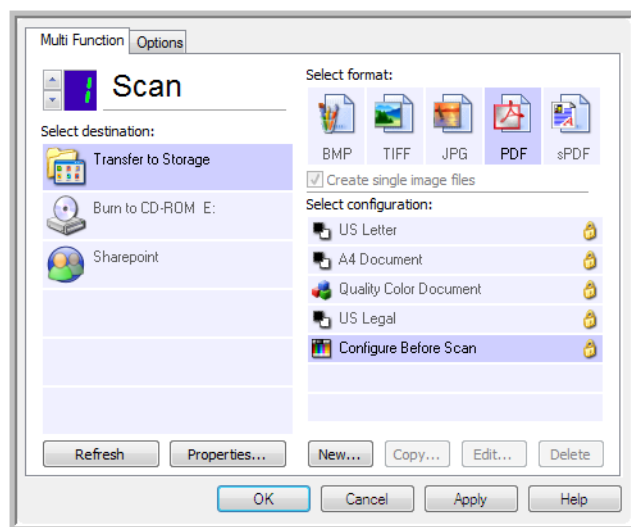 Multi Function
Options
1
Scan
Select destination:
Transfer to Storage
Burn to CD-ROM E:
Sharepoint
Refresh
Properties...
Select format:
BMP TIFF JPG PDF sPDF
Create single image files
Select configuration:
US Letter
A4 Document
Quality Color Document
US Legal
Configure Before Scan
New... Copy... Edit... Delete
OK Cancel Apply Help